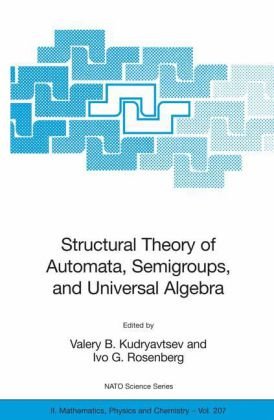 Structural Theory of
Automata, Semigroups,
and Universal Algebra
Edited by
Valery B. Kudryavtsev and
Ivo G. Rosenberg
NATO Science Series
II. Mathematics, Physics and Chemistry – Vol. 207